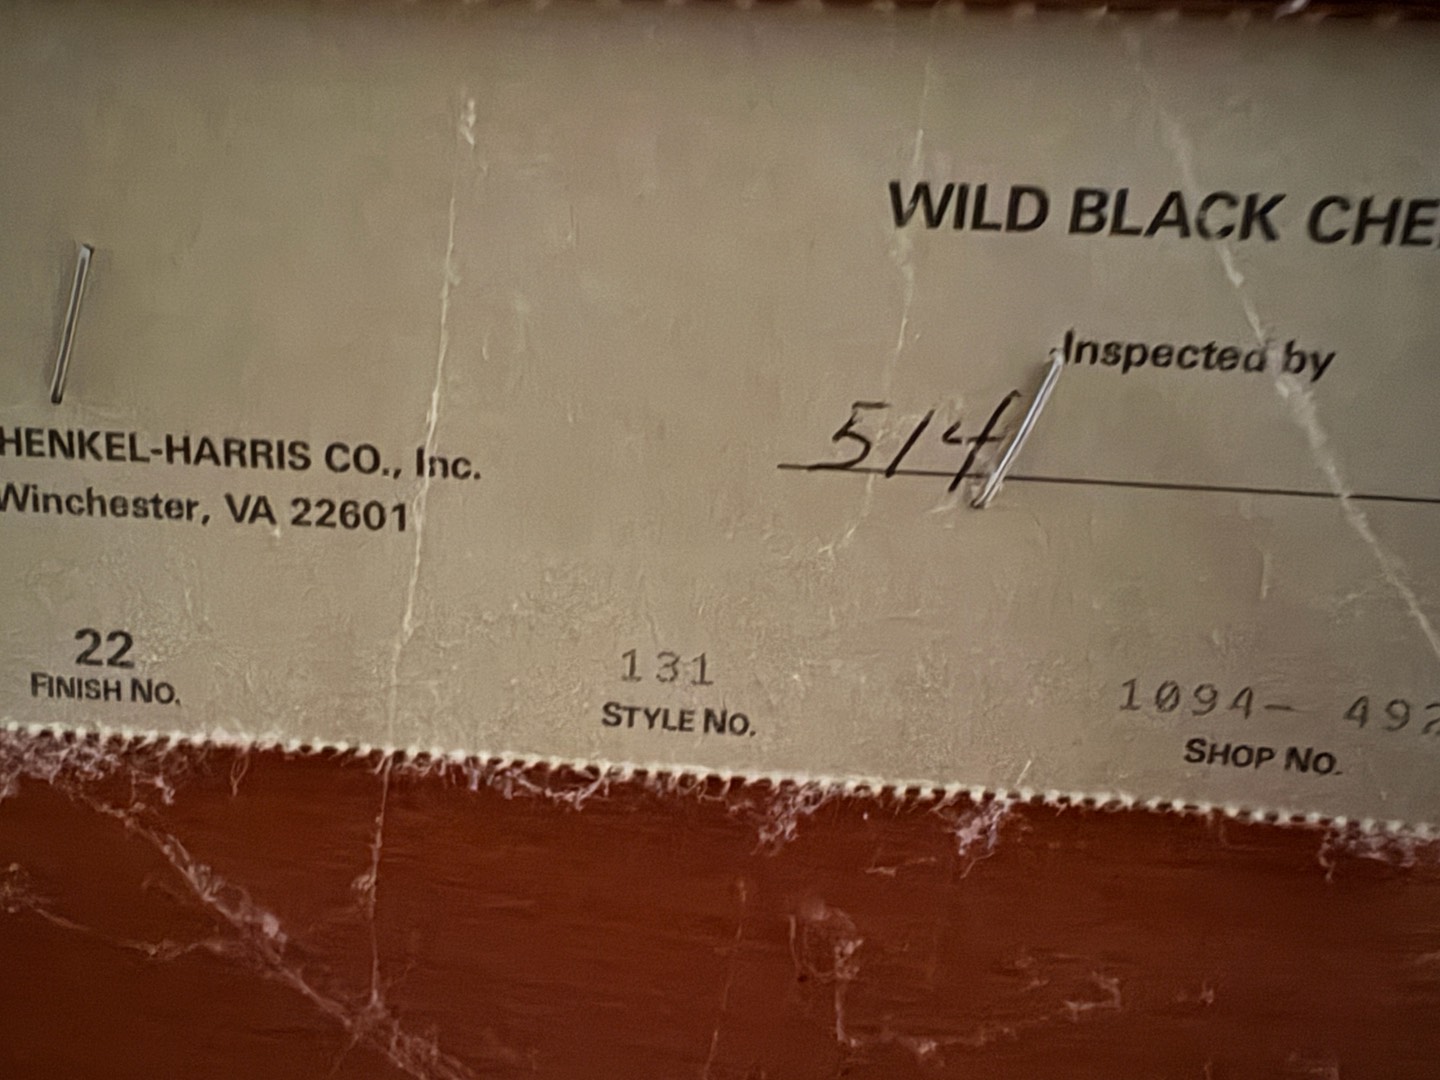 WILD BLACK CHE
Inspected by
514
HENKEL-HARRIS CO., Inc.
Winchester, VA 22601
22
FINISH NO.
131
STYLE NO.
1094- 492
SHOP NO.